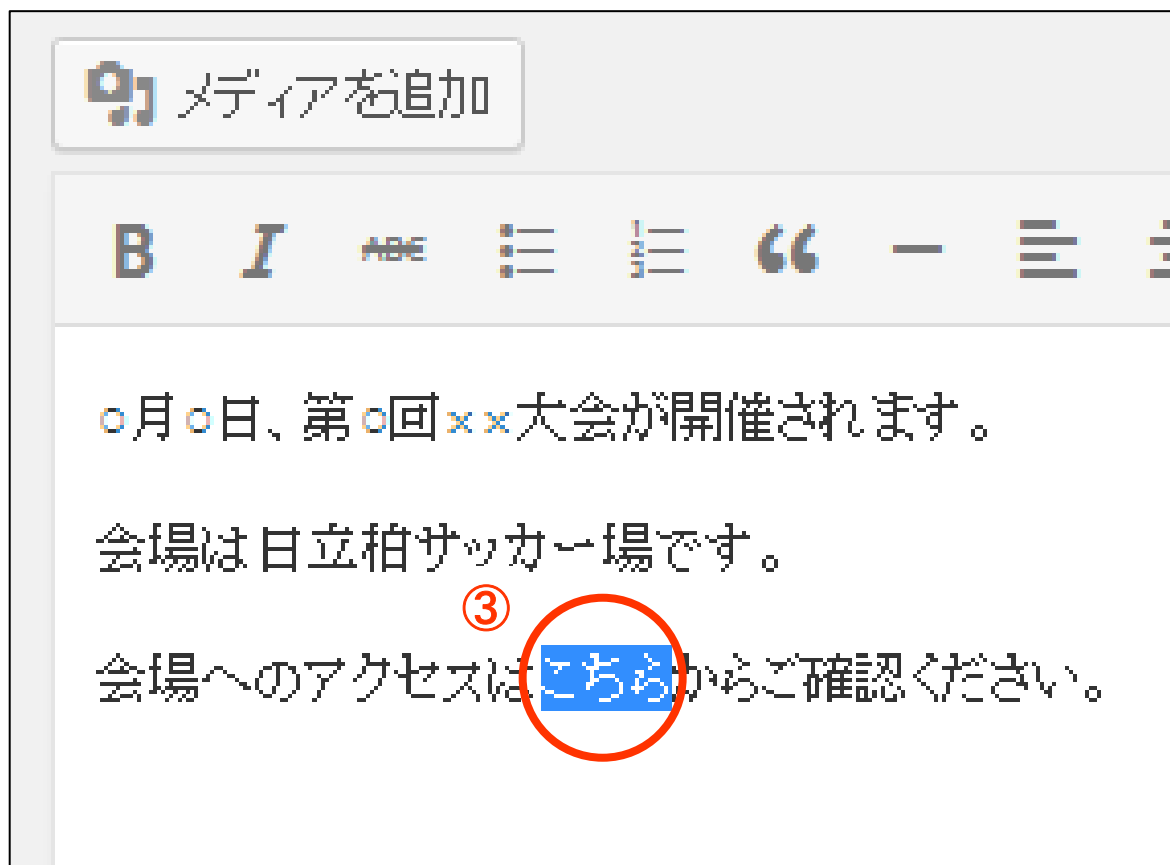 メディアを追加
B I ABE
○月○日、第○回××大会が開催されます。
会場は日立柏サッカー場です。
③
会場へのアクセスはこちらからご確認ください。